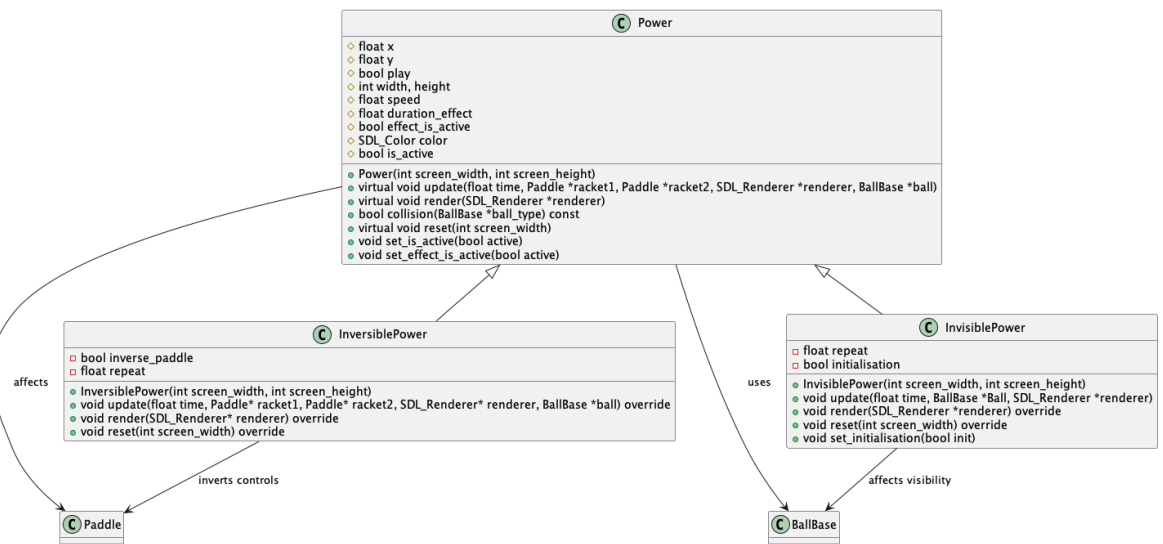 C Power
float x
float y
bool play
int width, height
float speed
float duration_effect
bool effect_is_active
SDL_Color color
bool is_active
Power(int screen_width, int screen_height)
virtual void update(float time, Paddle *racket1, Paddle *racket2, SDL_Renderer *renderer, BallBase *ball)
virtual void render(SDL_Renderer *renderer)
bool collision(BallBase *ball_type) const
virtual void reset(int screen_width)
void set_is_active(bool active)
void set_effect_is_active(bool active)
C InversiblePower
bool inverse_paddle
float repeat
InversiblePower(int screen_width, int screen_height)
void update(float time, Paddle* racket1, Paddle* racket2, SDL_Renderer* renderer, BallBase *ball) override
void render(SDL_Renderer* renderer) override
void reset(int screen_width) override
C InvisiblePower
float repeat
bool initialisation
InvisiblePower(int screen_width, int screen_height)
void update(float time, BallBase *Ball, SDL_Renderer *renderer)
void render(SDL_Renderer *renderer) override
void reset(int screen_width) override
void set_initialisation(bool init)
affects
uses
inverts controls
affects visibility
C Paddle
C BallBase